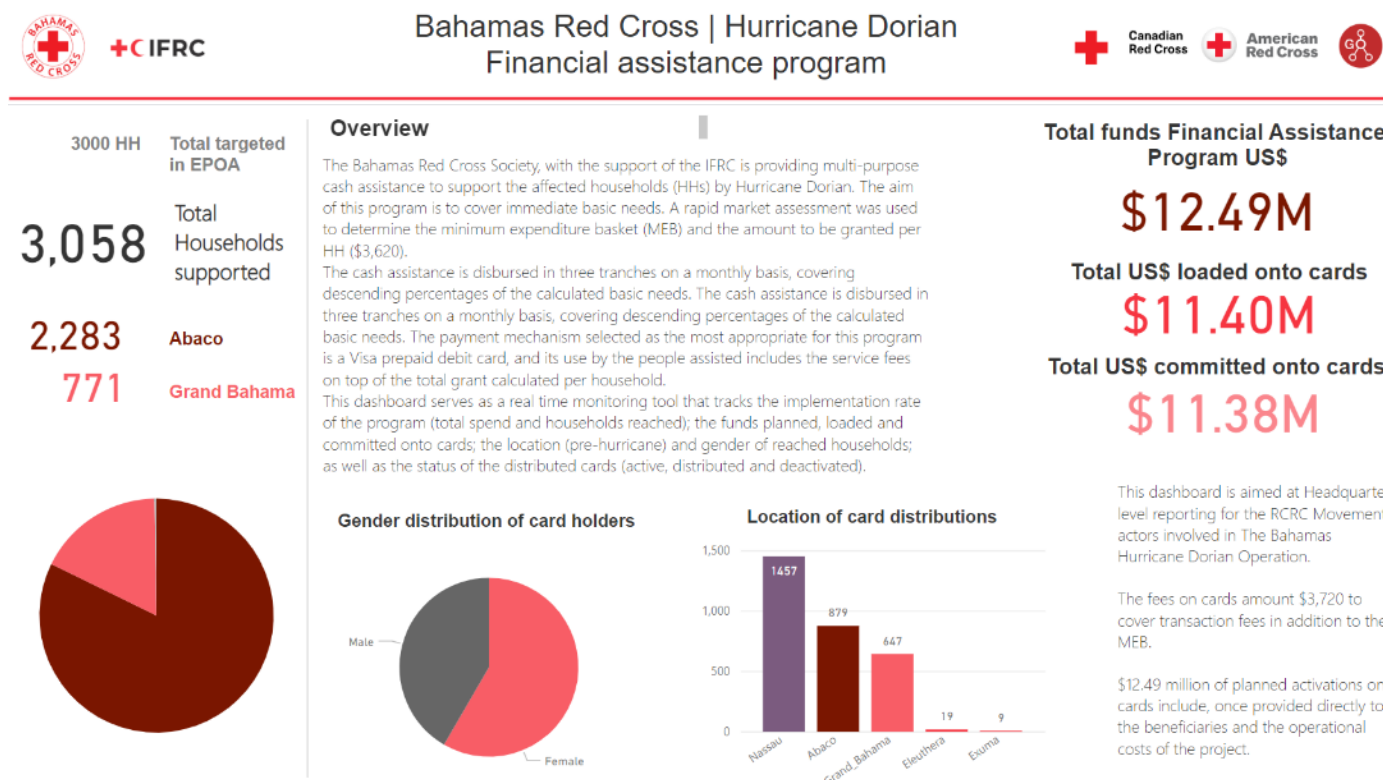 BAHAMAS
RED CROSS
IFRC
Bahamas Red Cross | Hurricane Dorian
Financial assistance program
Canadian
Red Cross
American
Red Cross
GO
3000 HH
Total targeted
in EPOA
3,058
Total
Households
supported
2,283
Abaco
771
Grand Bahama
Overview
The Bahamas Red Cross Society, with the support of the IFRC is providing multi-purpose
cash assistance to support the affected households (HHs) by Hurricane Dorian. The aim
of this program is to cover immediate basic needs. A rapid market assessment was used
to determine the minimum expenditure basket (MEB) and the amount to be granted per
HH ($3,620).
The cash assistance is disbursed in three tranches on a monthly basis, covering
descending percentages of the calculated basic needs. The cash assistance is disbursed in
three tranches on a monthly basis, covering descending percentages of the calculated
basic needs. The payment mechanism selected as the most appropriate for this program
is a Visa prepaid debit card, and its use by the people assisted includes the service fees
on top of the total grant calculated per household.
This dashboard serves as a real time monitoring tool that tracks the implementation rate
of the program (total spend and households reached); the funds planned, loaded and
committed onto cards; the location (pre-hurricane) and gender of reached households;
as well as the status of the distributed cards (active, distributed and deactivated).
Gender distribution of card holders
Male
Female
Location of card distributions
1,500
1,000
500
0
1457
879
647
19
9
Nassau
Abaco
Grand_Bahama
Eleuthera
Exuma
Total funds Financial Assistance
Program US$
$12.49M
Total US$ loaded onto cards
$11.40M
Total US$ committed onto cards
$11.38M
This dashboard is aimed at Headquarte
level reporting for the RCRC Movement
actors involved in The Bahamas
Hurricane Dorian Operation.
The fees on cards amount $3,720 to
cover transaction fees in addition to the
MEB.
$12.49 million of planned activations on
cards include, once provided directly to
the beneficiaries and the operational
costs of the project.